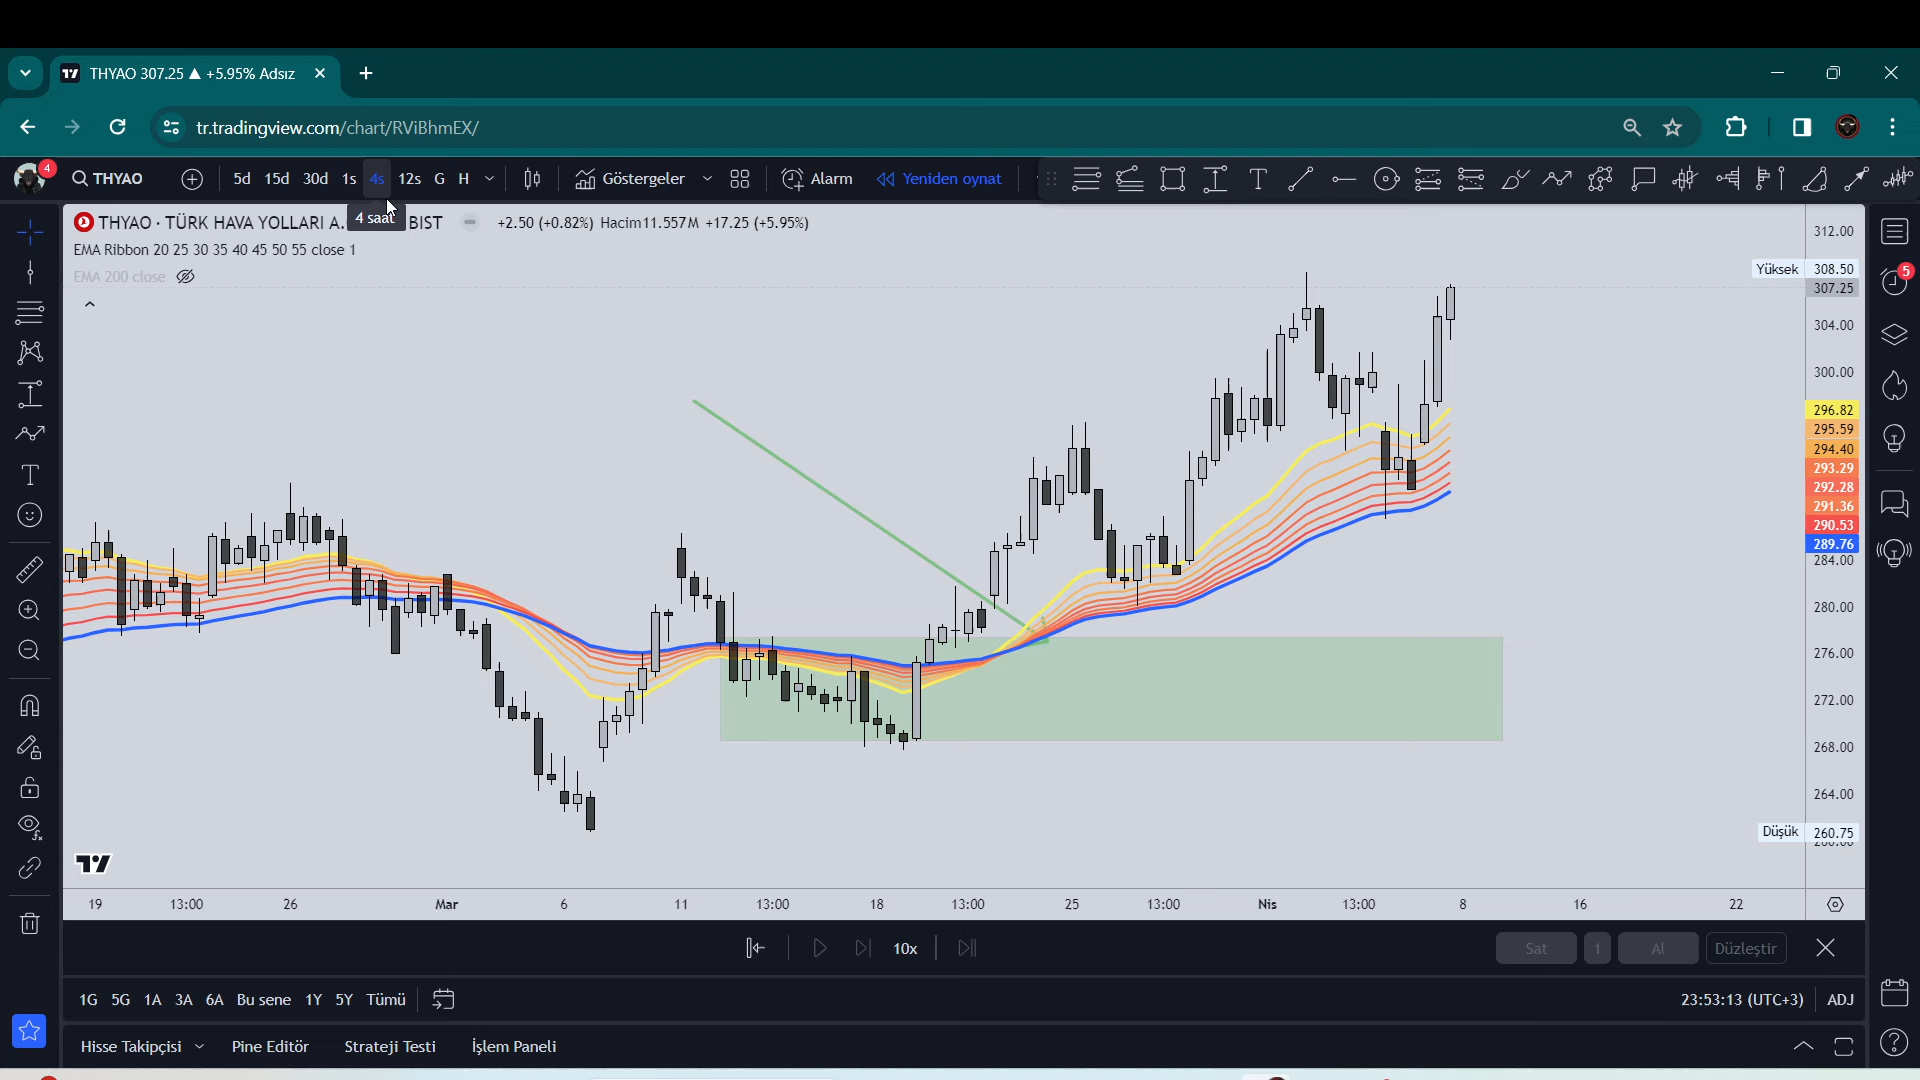 THYAO 307.25 ▲ +5.95% Adsız
tr.tradingview.com/chart/RViBhmEX/
4 THYAO 5d 15d 30d 1s 4s 12s G H Göstergeler Alarm Yeniden oynat
4 saat
THYAO · TÜRK HAVA YOLLARI A. BIST +2.50 (+0.82%) Hacim11.557M +17.25 (+5.95%)
EMA Ribbon 20 25 30 35 40 45 50 55 close 1
EMA 200 close
312.00
Yüksek 308.50
307.25
304.00
300.00
296.82
295.59
294.40
293.29
292.28
291.36
290.53
289.76
284.00
280.00
276.00
272.00
268.00
264.00
Düşük 260.75
5
19 13:00 26 Mar 6 11 13:00 18 13:00 25 13:00 Nis 13:00 8 16 22
10x Sat 1 Al Düzleştir
1G 5G 1A 3A 6A Bu sene 1Y 5Y Tümü 23:53:13 (UTC+3) ADJ
Hisse Takipçisi Pine Editör Strateji Testi İşlem Paneli